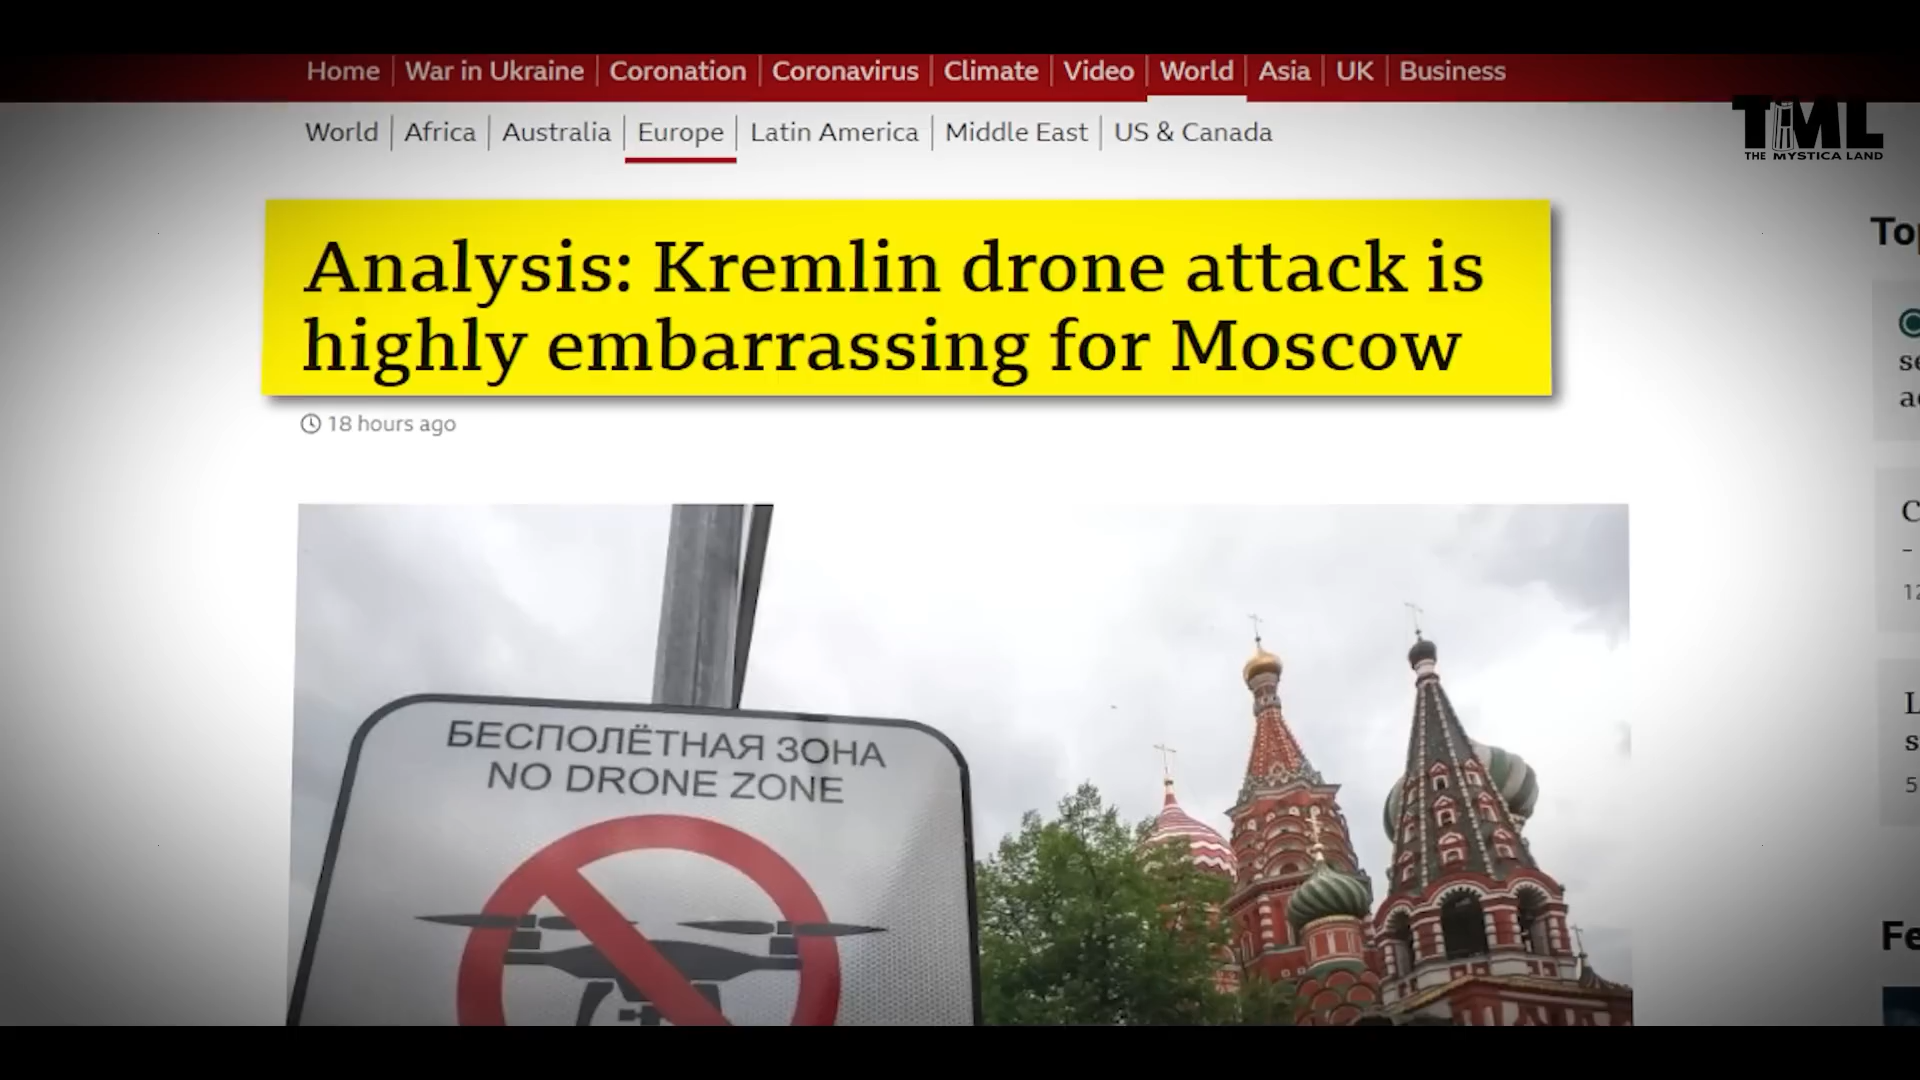 Home War in Ukraine Coronation Coronavirus Climate Video World Asia UK Business
World Africa Australia Europe Latin America Middle East US & Canada
TML
THE MYSTICA LAND
Analysis: Kremlin drone attack is
highly embarrassing for Moscow
18 hours ago
БЕСПОЛЁТНАЯ ЗОНА
NO DRONE ZONE